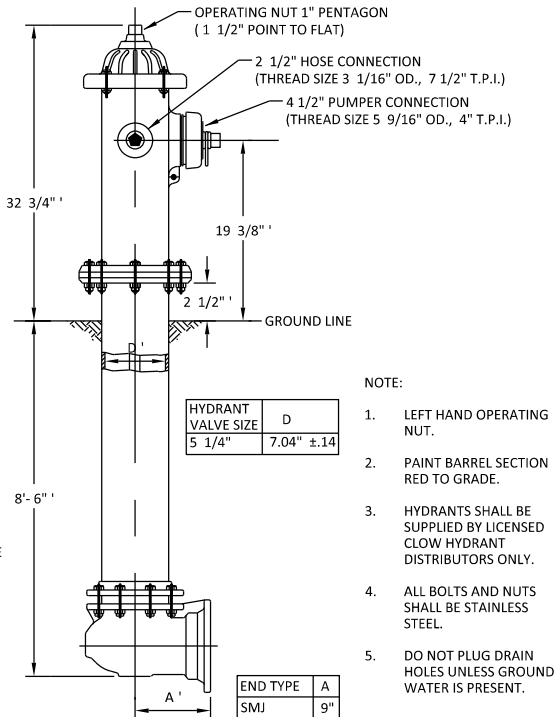 OPERATING NUT 1" PENTAGON
( 1 1/2" POINT TO FLAT)
2 1/2" HOSE CONNECTION
(THREAD SIZE 3 1/16" OD., 7 1/2" T.P.I.)
4 1/2" PUMPER CONNECTION
(THREAD SIZE 5 9/16" OD., 4" T.P.I.)
32 3/4" '
19 3/8" '
2 1/2" '
GROUND LINE
D '
HYDRANT
VALVE SIZE
D
5 1/4"
7.04" ±.14
8'- 6" '
E
A '
END TYPE
A
SMJ
9"
NOTE:
1. LEFT HAND OPERATING
NUT.
2. PAINT BARREL SECTION
RED TO GRADE.
3. HYDRANTS SHALL BE
SUPPLIED BY LICENSED
CLOW HYDRANT
DISTRIBUTORS ONLY.
4. ALL BOLTS AND NUTS
SHALL BE STAINLESS
STEEL.
5. DO NOT PLUG DRAIN
HOLES UNLESS GROUND
WATER IS PRESENT.